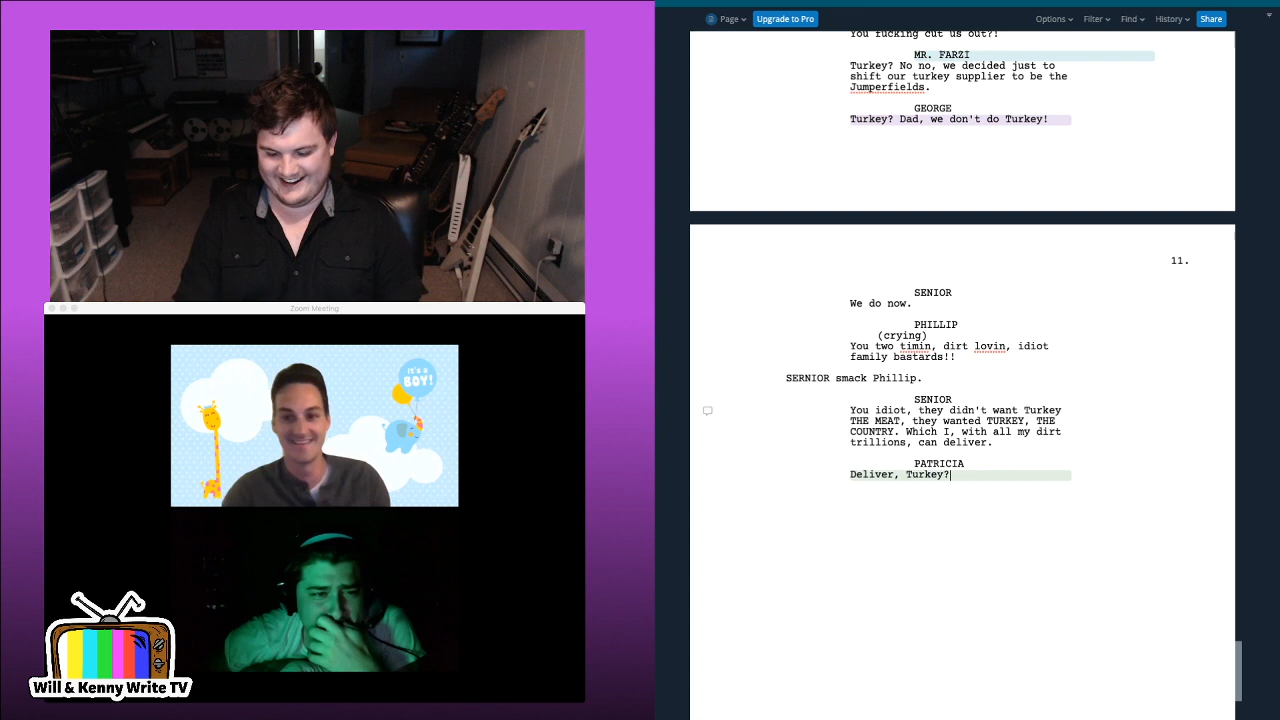 Page
Upgrade to Pro
Options
Filter
Find
History
Share
You fucking cut us out?!
MR. FARZI
Turkey? No no, we decided just to
shift our turkey supplier to be the
Jumperfields.
GEORGE
Turkey? Dad, we don't do Turkey!
11.
SENIOR
We do now.
PHILLIP
(crying)
You two timin, dirt lovin, idiot
family bastards!!
SERNIOR smack Phillip.
SENIOR
You idiot, they didn't want Turkey
THE MEAT, they wanted TURKEY, THE
COUNTRY. Which I, with all my dirt
trillions, can deliver.
PATRICIA
Deliver, Turkey?
Zoom Meeting
it's a
BOY!
Will & Kenny Write TV